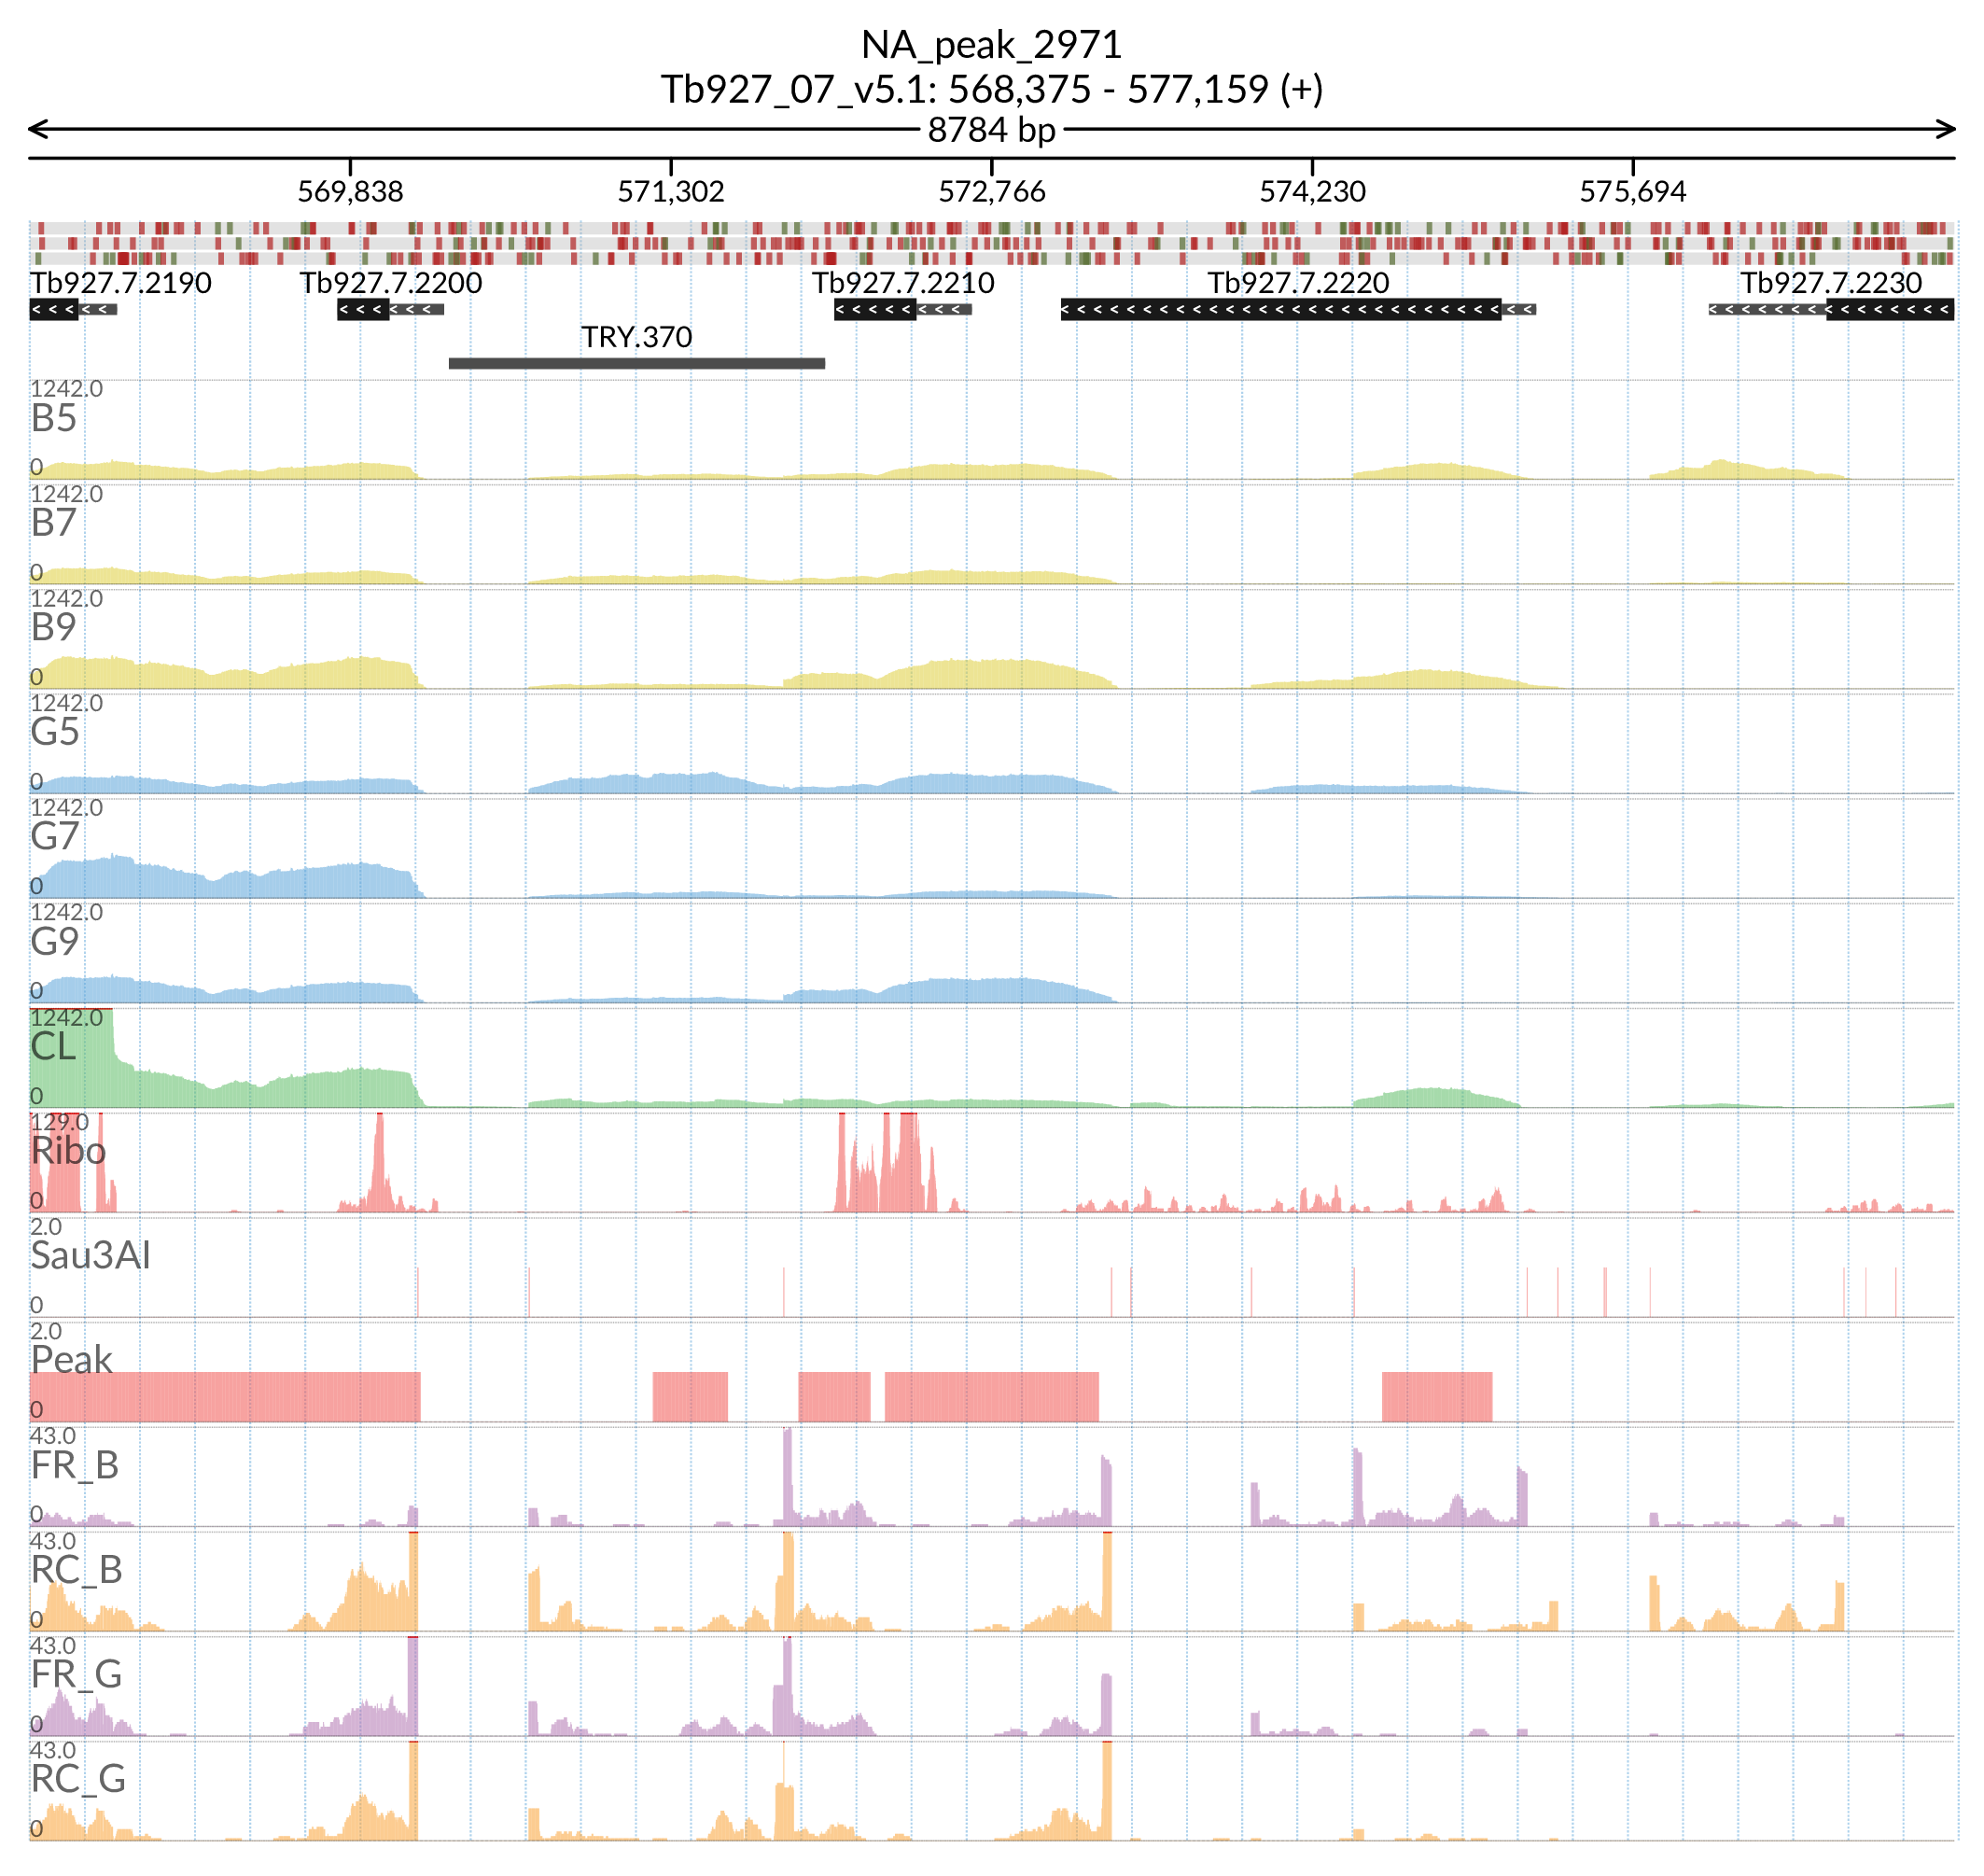 NA_peak_2971
Tb927_07_v5.1: 568,375 - 577,159 (+)
8784 bp
569,838 571,302 572,766 574,230 575,694
Tb927.7.2190 Tb927.7.2200 Tb927.7.2210 Tb927.7.2220 Tb927.7.2230
TRY.370
1242.0
B5
0
1242.0
B7
0
1242.0
B9
0
1242.0
G5
0
1242.0
G7
0
1242.0
G9
0
1242.0
CL
0
129.0
Ribo
0
2.0
Sau3AI
0
2.0
Peak
0
43.0
FR_B
0
43.0
RC_B
0
43.0
FR_G
0
43.0
RC_G
0